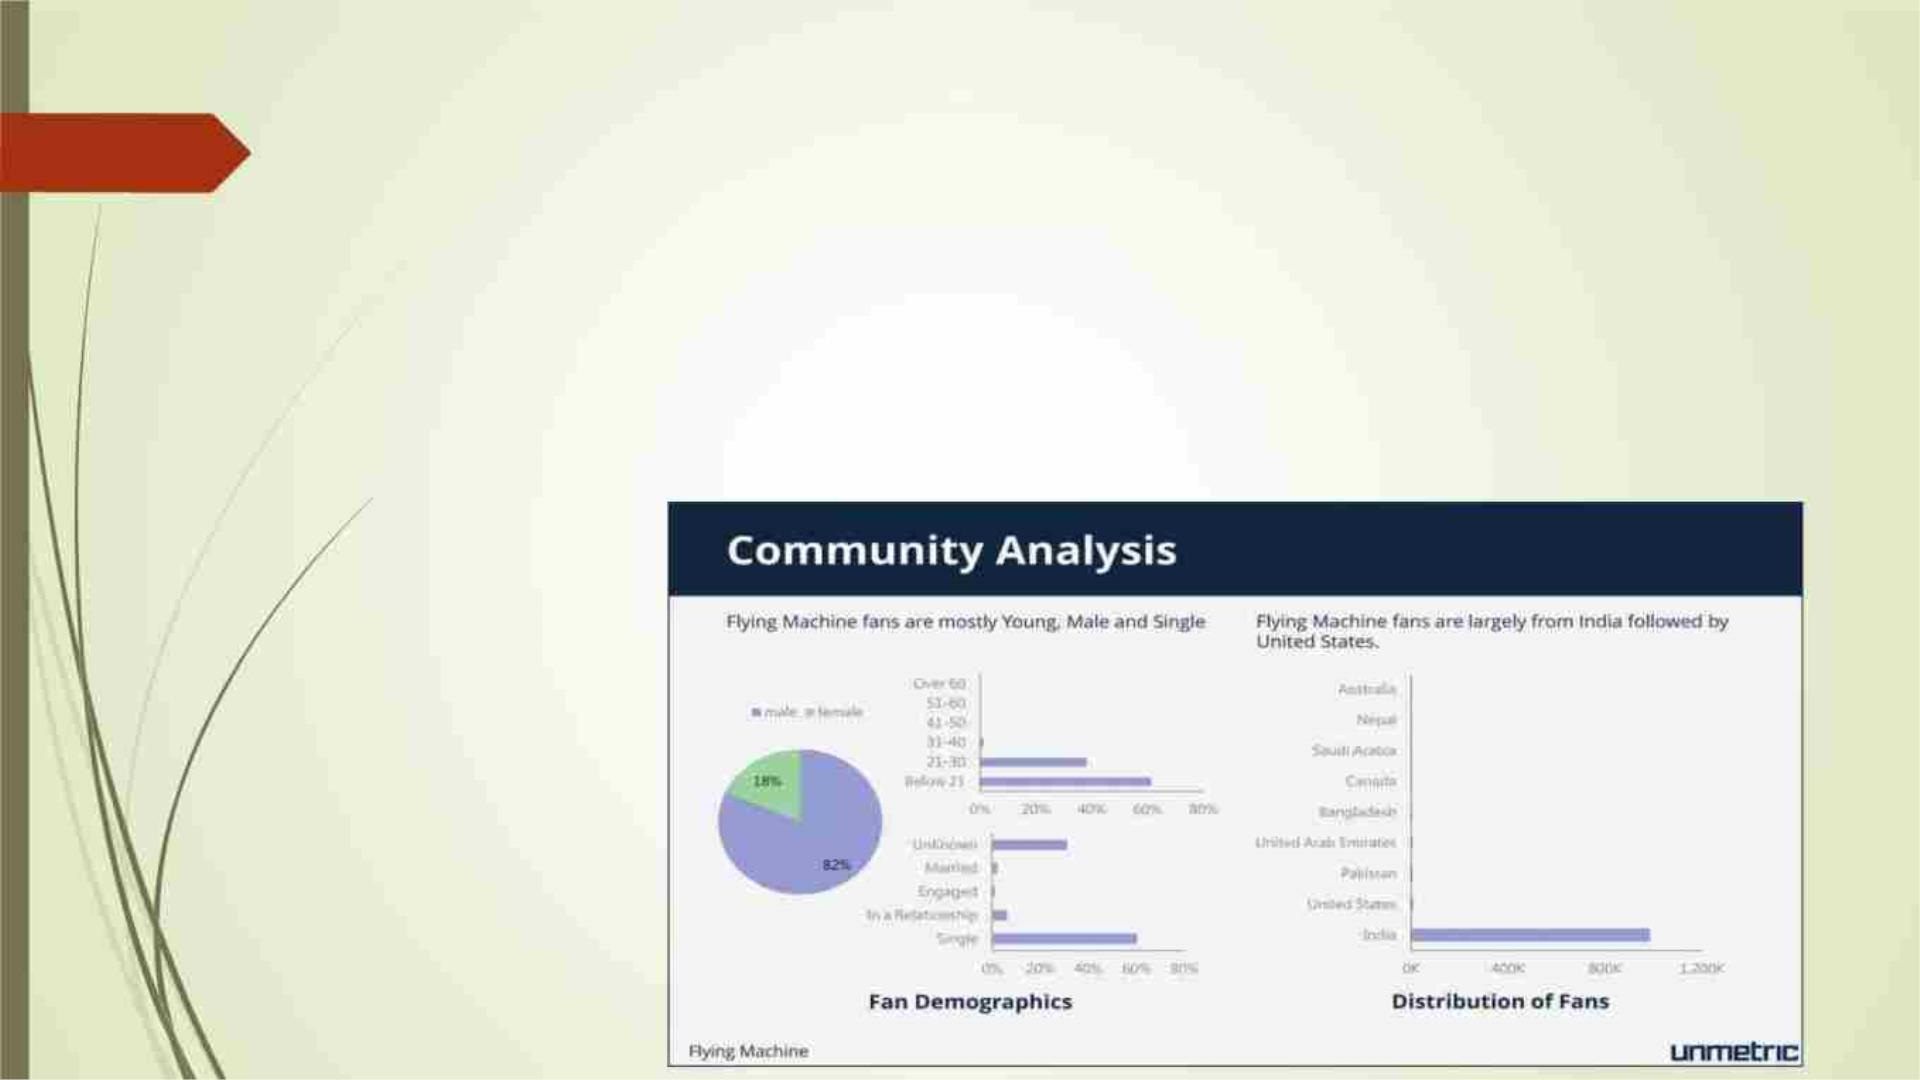 Community Analysis
Flying Machine fans are mostly Young, Male and Single
male female
18%
82%
Over 60
51-60
41-50
31-40
21-30
Below 21
0% 20% 40% 60% 80%
Unknown
Married
Engaged
In a Relationship
Single
0% 20% 40% 60% 80%
Fan Demographics
Flying Machine fans are largely from India followed by
United States.
Australia
Nepal
Saudi Arabia
Canada
Bangladesh
United Arab Emirates
Pakistan
United States
India
0K 400K 800K 1,200K
Distribution of Fans
Flying Machine
unmetric